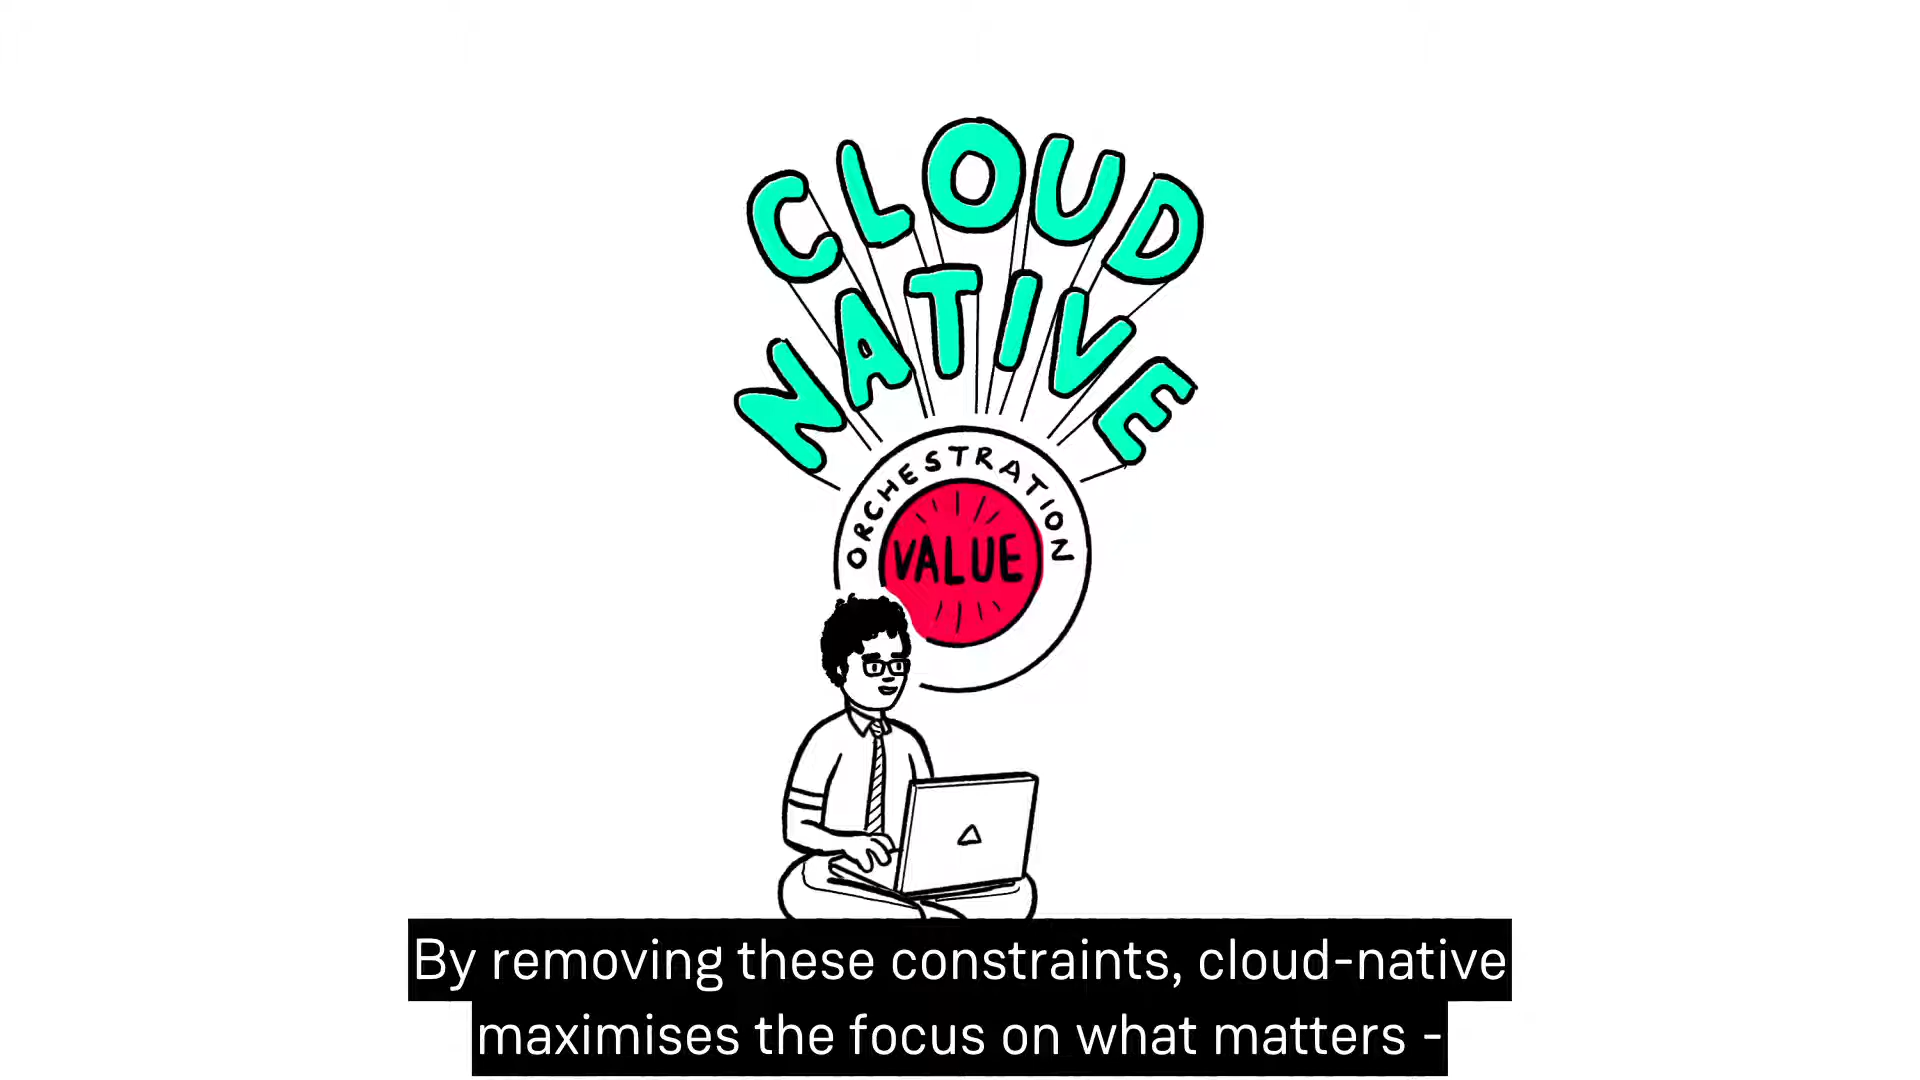 CLOUD
NATIVE
ORCHESTRATION
VALUE
By removing these constraints, cloud-native
maximises the focus on what matters -